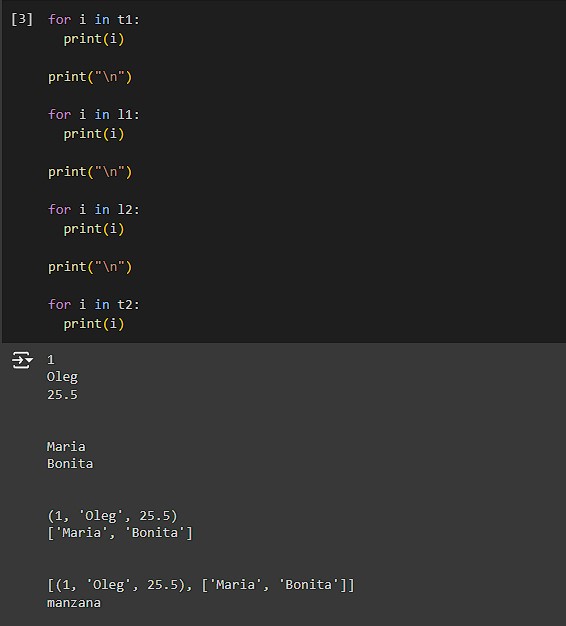 [3] for i in t1:
print(i)
print("\n")
for i in l1:
print(i)
print("\n")
for i in l2:
print(i)
print("\n")
for i in t2:
print(i)
1
Oleg
25.5
Maria
Bonita
(1, 'Oleg', 25.5)
['Maria', 'Bonita']
[(1, 'Oleg', 25.5), ['Maria', 'Bonita']]
manzana